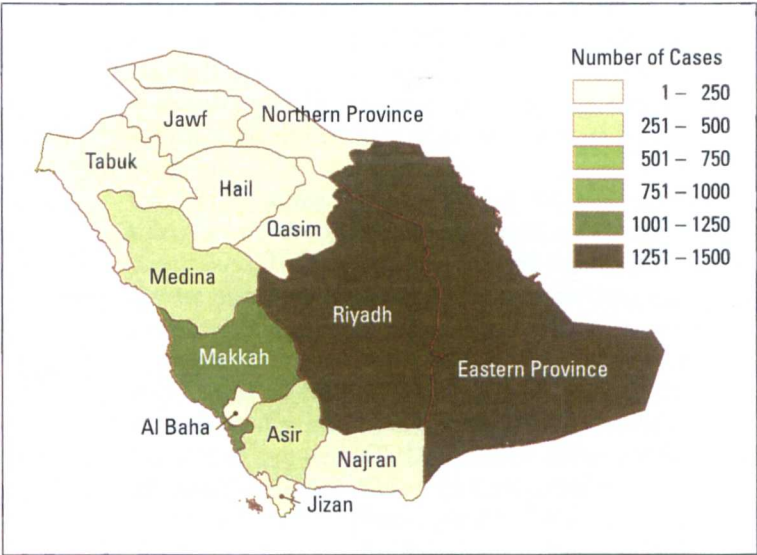 Number of Cases
1 – 250
251 – 500
501 – 750
751 – 1000
1001 – 1250
1251 – 1500
Jawf
Northern Province
Tabuk
Hail
Qasim
Medina
Riyadh
Makkah
Eastern Province
Al Baha
Asir
Najran
Jizan